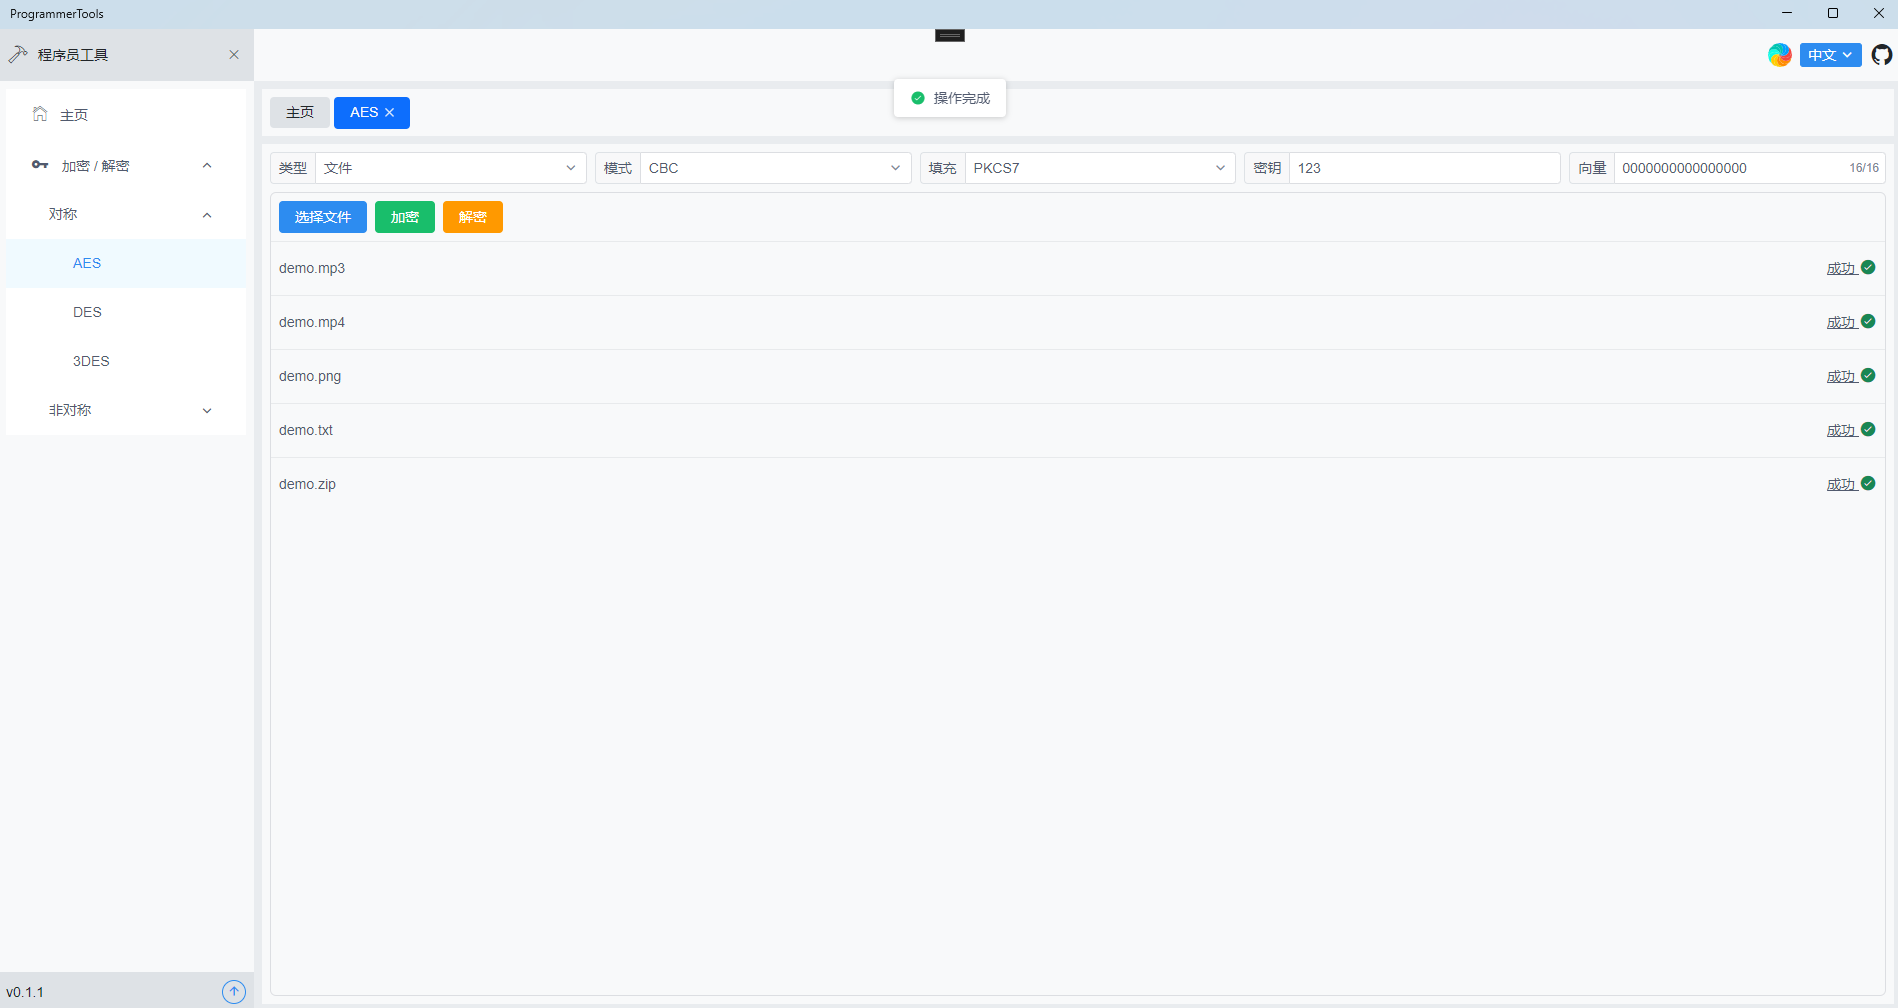 ProgrammerTools
程序员工具
中文
主页
加密 / 解密
对称
AES
DES
3DES
非对称
v0.1.1
操作完成
主页 AES
类型 文件 模式 CBC 填充 PKCS7 密钥 123 向量 0000000000000000 16/16
选择文件 加密 解密
demo.mp3 成功
demo.mp4 成功
demo.png 成功
demo.txt 成功
demo.zip 成功